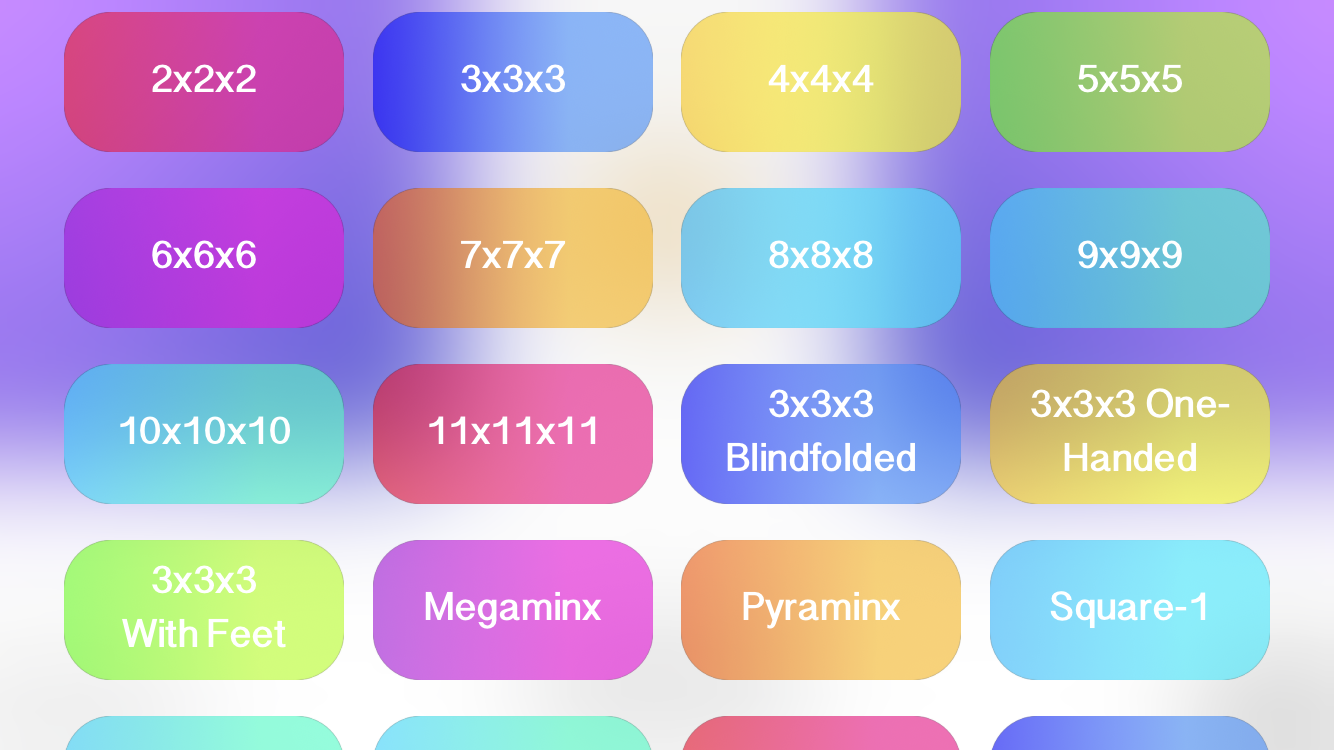 2x2x2
3x3x3
4x4x4
5x5x5
6x6x6
7x7x7
8x8x8
9x9x9
10x10x10
11x11x11
3x3x3
Blindfolded
3x3x3 One-
Handed
3x3x3
With Feet
Megaminx
Pyraminx
Square-1